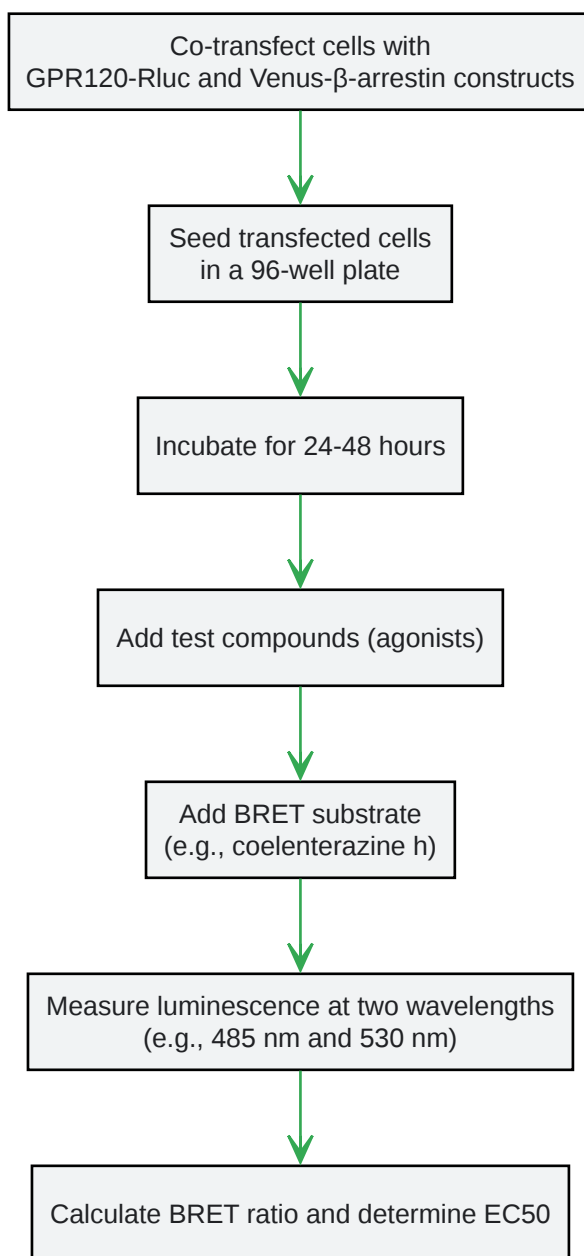 Co-transfect cells with
GPR120-Rluc and Venus-β-arrestin constructs
Seed transfected cells
in a 96-well plate
Incubate for 24-48 hours
Add test compounds (agonists)
Add BRET substrate
(e.g., coelenterazine h)
Measure luminescence at two wavelengths
(e.g., 485 nm and 530 nm)
Calculate BRET ratio and determine EC50